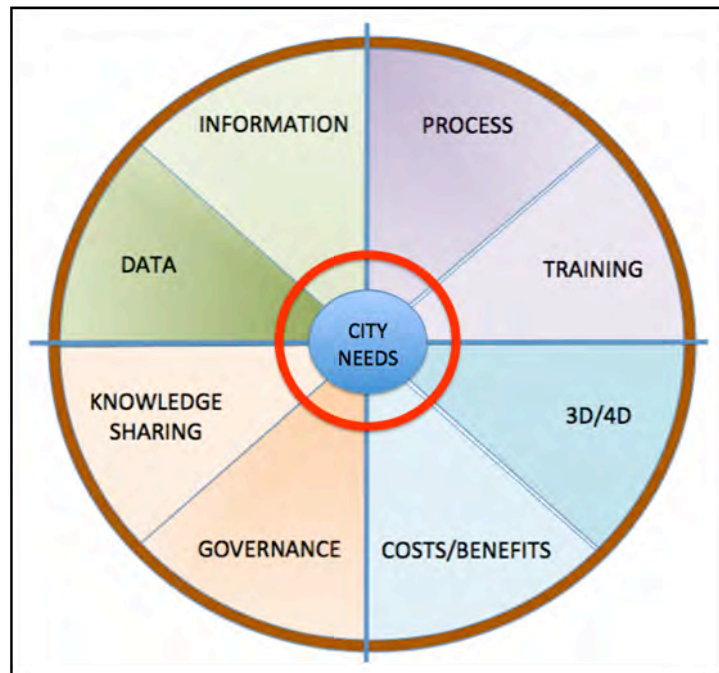 INFORMATION
PROCESS
DATA
TRAINING
CITY
NEEDS
KNOWLEDGE
SHARING
3D/4D
GOVERNANCE
COSTS/BENEFITS